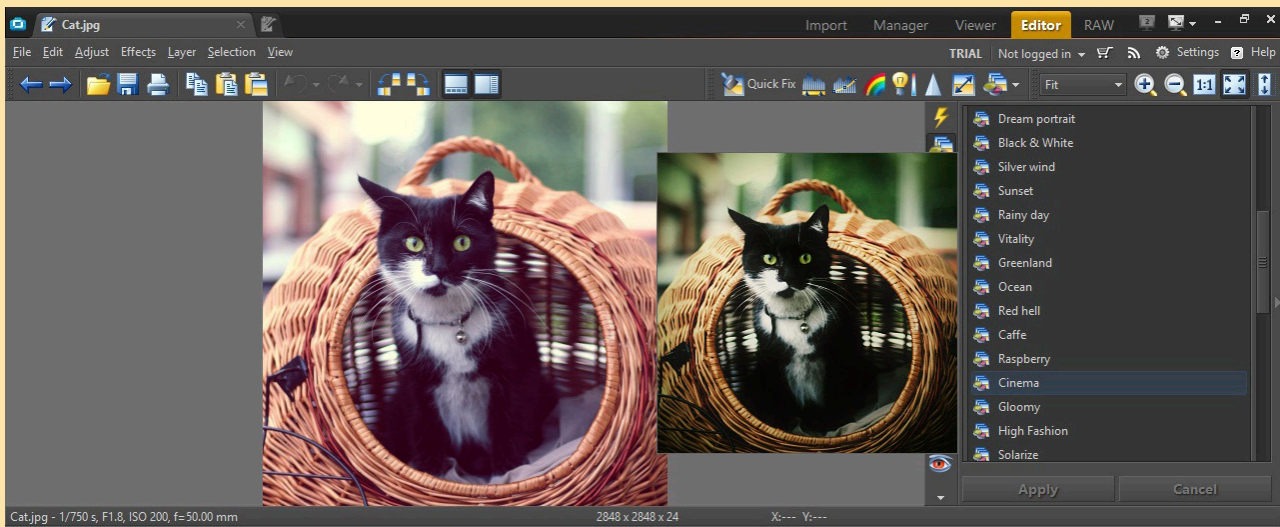 Cat.jpg
Import Manager Viewer Editor RAW 2
File Edit Adjust Effects Layer Selection View
TRIAL Not logged in Settings ? Help
Quick Fix
Fit
1:1
Dream portrait
Black & White
Silver wind
Sunset
Rainy day
Vitality
Greenland
Ocean
Red hell
Caffe
Raspberry
Cinema
Gloomy
High Fashion
Solarize
Apply Cancel
Cat.jpg - 1/750 s, F1.8, ISO 200, f=50.00 mm
2848 x 2848 x 24
X:--- Y:---